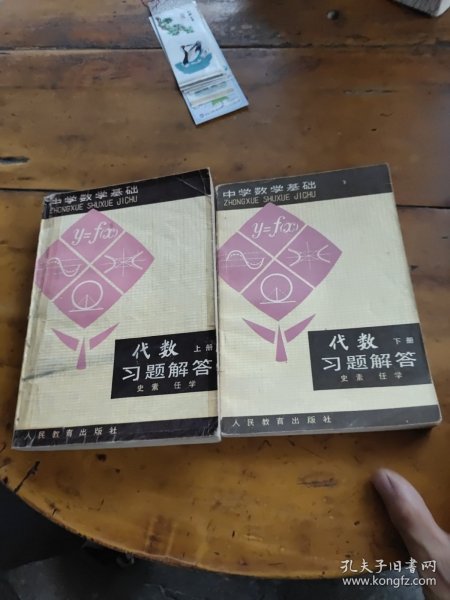 中学数学基础
ZHONGXUE SHUXUE JICHU
y=f(x)
代数 上册
习题解答
史素 任学
人民教育出版社
中学数学基础
ZHONGXUE SHUXUE JICHU
y=f(x)
代数 下册
习题解答
史素 任学
人民教育出版社
孔夫子旧书网
www.kongfz.com